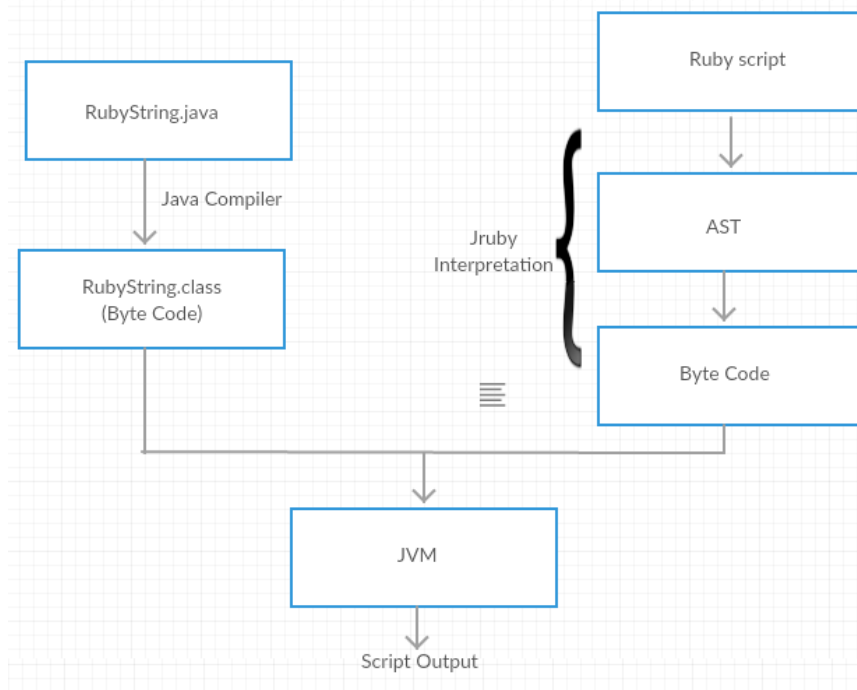 Ruby script
RubyString.java
Java Compiler
AST
Jruby
Interpretation
RubyString.class
(Byte Code)
Byte Code
JVM
Script Output